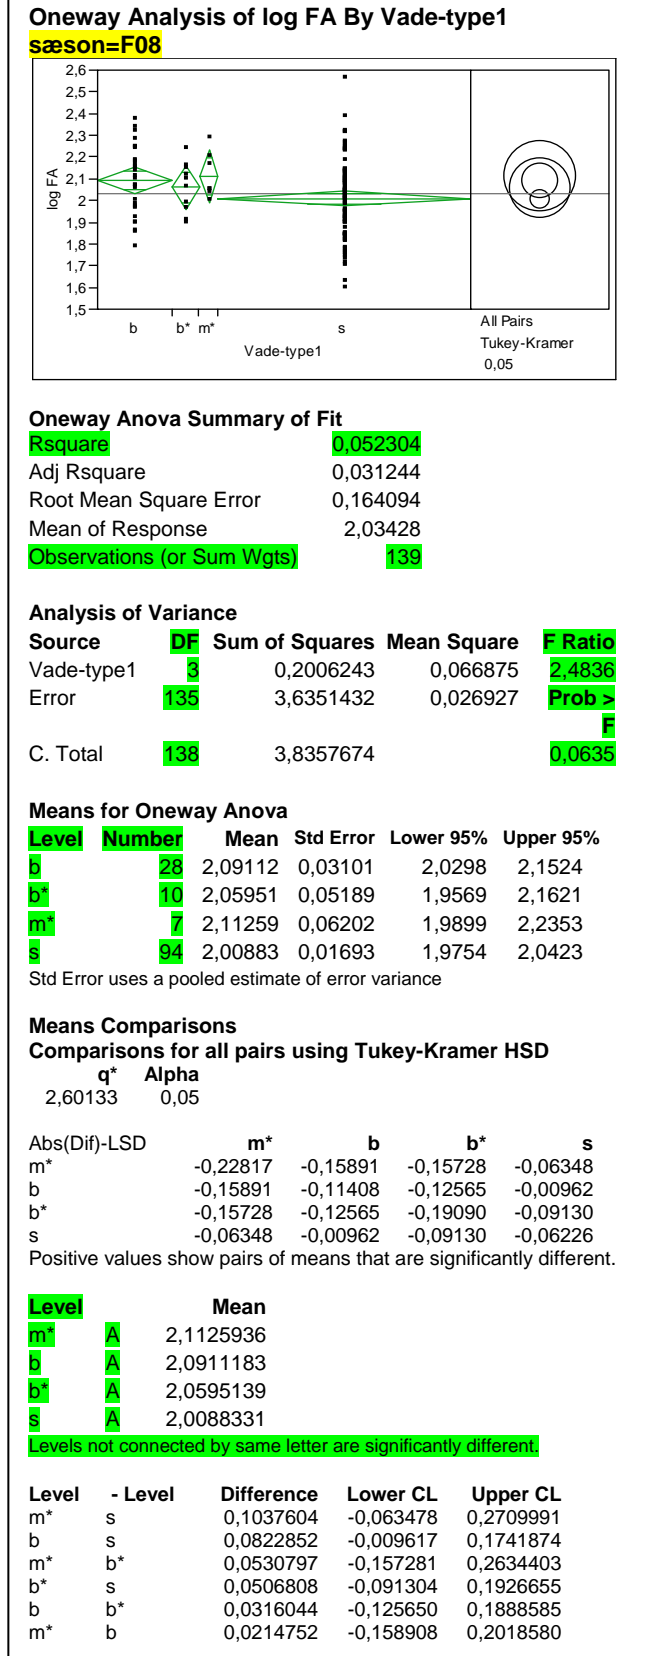 Oneway Analysis of log FA By Vade-type1
sæson=F08
2,6
2,5
2,4
2,3
2,2
2,1
2
1,9
1,8
1,7
1,6
1,5
log FA
b b* m* s
Vade-type1
All Pairs
Tukey-Kramer
0,05
Oneway Anova Summary of Fit
Rsquare 0,052304
Adj Rsquare 0,031244
Root Mean Square Error 0,164094
Mean of Response 2,03428
Observations (or Sum Wgts) 139
Analysis of Variance
Source DF Sum of Squares Mean Square F Ratio
Vade-type1 3 0,2006243 0,066875 2,4836
Error 135 3,6351432 0,026927 Prob >
F
C. Total 138 3,8357674 0,0635
Means for Oneway Anova
Level Number Mean Std Error Lower 95% Upper 95%
b 28 2,09112 0,03101 2,0298 2,1524
b* 10 2,05951 0,05189 1,9569 2,1621
m* 7 2,11259 0,06202 1,9899 2,2353
s 94 2,00883 0,01693 1,9754 2,0423
Std Error uses a pooled estimate of error variance
Means Comparisons
Comparisons for all pairs using Tukey-Kramer HSD
q* Alpha
2,60133 0,05
Abs(Dif)-LSD m* b b* s
m* -0,22817 -0,15891 -0,15728 -0,06348
b -0,15891 -0,11408 -0,12565 -0,00962
b* -0,15728 -0,12565 -0,19090 -0,09130
s -0,06348 -0,00962 -0,09130 -0,06226
Positive values show pairs of means that are significantly different.
Level Mean
m* A 2,1125936
b A 2,0911183
b* A 2,0595139
s A 2,0088331
Levels not connected by same letter are significantly different.
Level - Level Difference Lower CL Upper CL
m* s 0,1037604 -0,063478 0,2709991
b s 0,0822852 -0,009617 0,1741874
m* b* 0,0530797 -0,157281 0,2634403
b* s 0,0506808 -0,091304 0,1926655
b b* 0,0316044 -0,125650 0,1888585
m* b 0,0214752 -0,158908 0,2018580